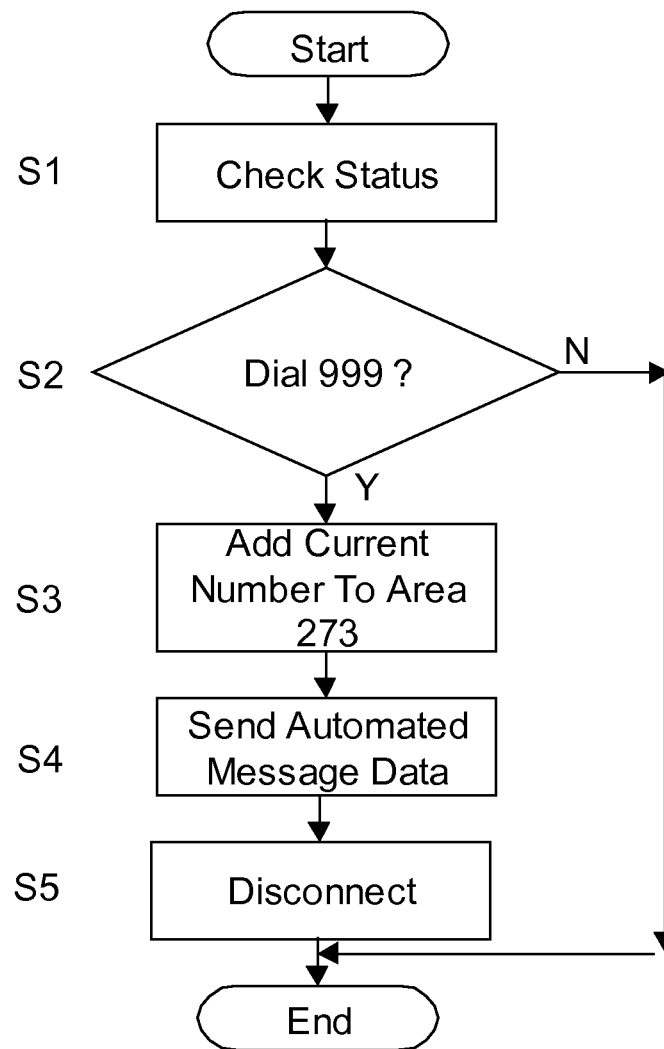 Start
S1
Check Status
S2
Dial 999 ?
N
Y
S3
Add Current
Number To Area
273
S4
Send Automated
Message Data
S5
Disconnect
End